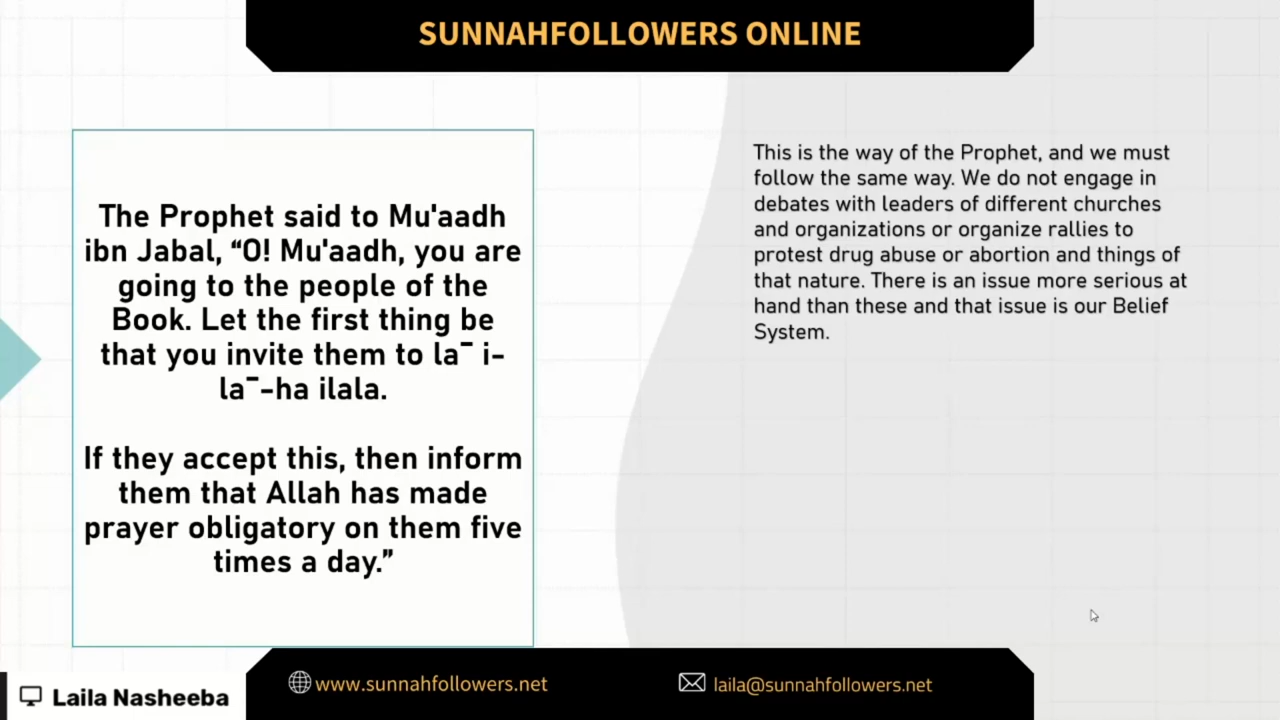 SUNNAHFOLLOWERS ONLINE
The Prophet said to Mu'aadh
ibn Jabal, “O! Mu'aadh, you are
going to the people of the
Book. Let the first thing be
that you invite them to la¯ i-
la¯-ha ilala.
If they accept this, then inform
them that Allah has made
prayer obligatory on them five
times a day.”
This is the way of the Prophet, and we must
follow the same way. We do not engage in
debates with leaders of different churches
and organizations or organize rallies to
protest drug abuse or abortion and things of
that nature. There is an issue more serious at
hand than these and that issue is our Belief
System.
Laila Nasheeba
www.sunnahfollowers.net
laila@sunnahfollowers.net